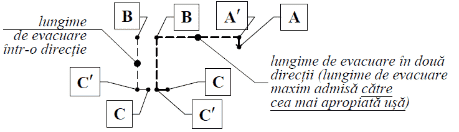 lungime
de evacuare
într-o direcție
B
B
A'
A
lungime de evacuare în două
direcții (lungime de evacuare
maxim admisă către
cea mai apropiată ușă)
C'
C
C'
C